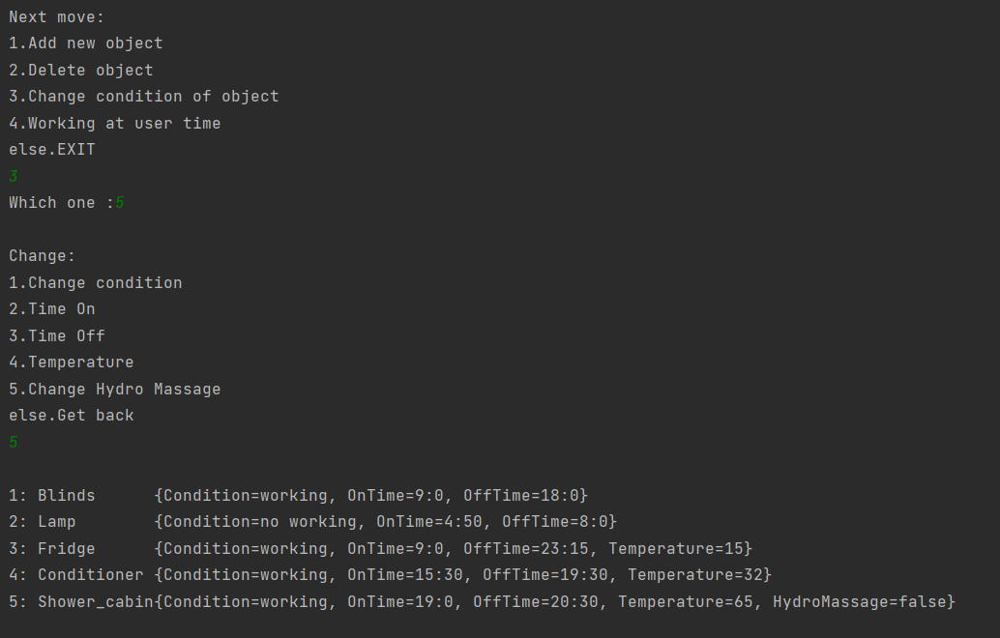 Next move:
1.Add new object
2.Delete object
3.Change condition of object
4.Working at user time
else.EXIT
3
Which one :5
Change:
1.Change condition
2.Time On
3.Time Off
4.Temperature
5.Change Hydro Massage
else.Get back
5
1: Blinds      {Condition=working, OnTime=9:0, OffTime=18:0}
2: Lamp        {Condition=no working, OnTime=4:50, OffTime=8:0}
3: Fridge      {Condition=working, OnTime=9:0, OffTime=23:15, Temperature=15}
4: Conditioner {Condition=working, OnTime=15:30, OffTime=19:30, Temperature=32}
5: Shower_cabin{Condition=working, OnTime=19:0, OffTime=20:30, Temperature=65, HydroMassage=false}